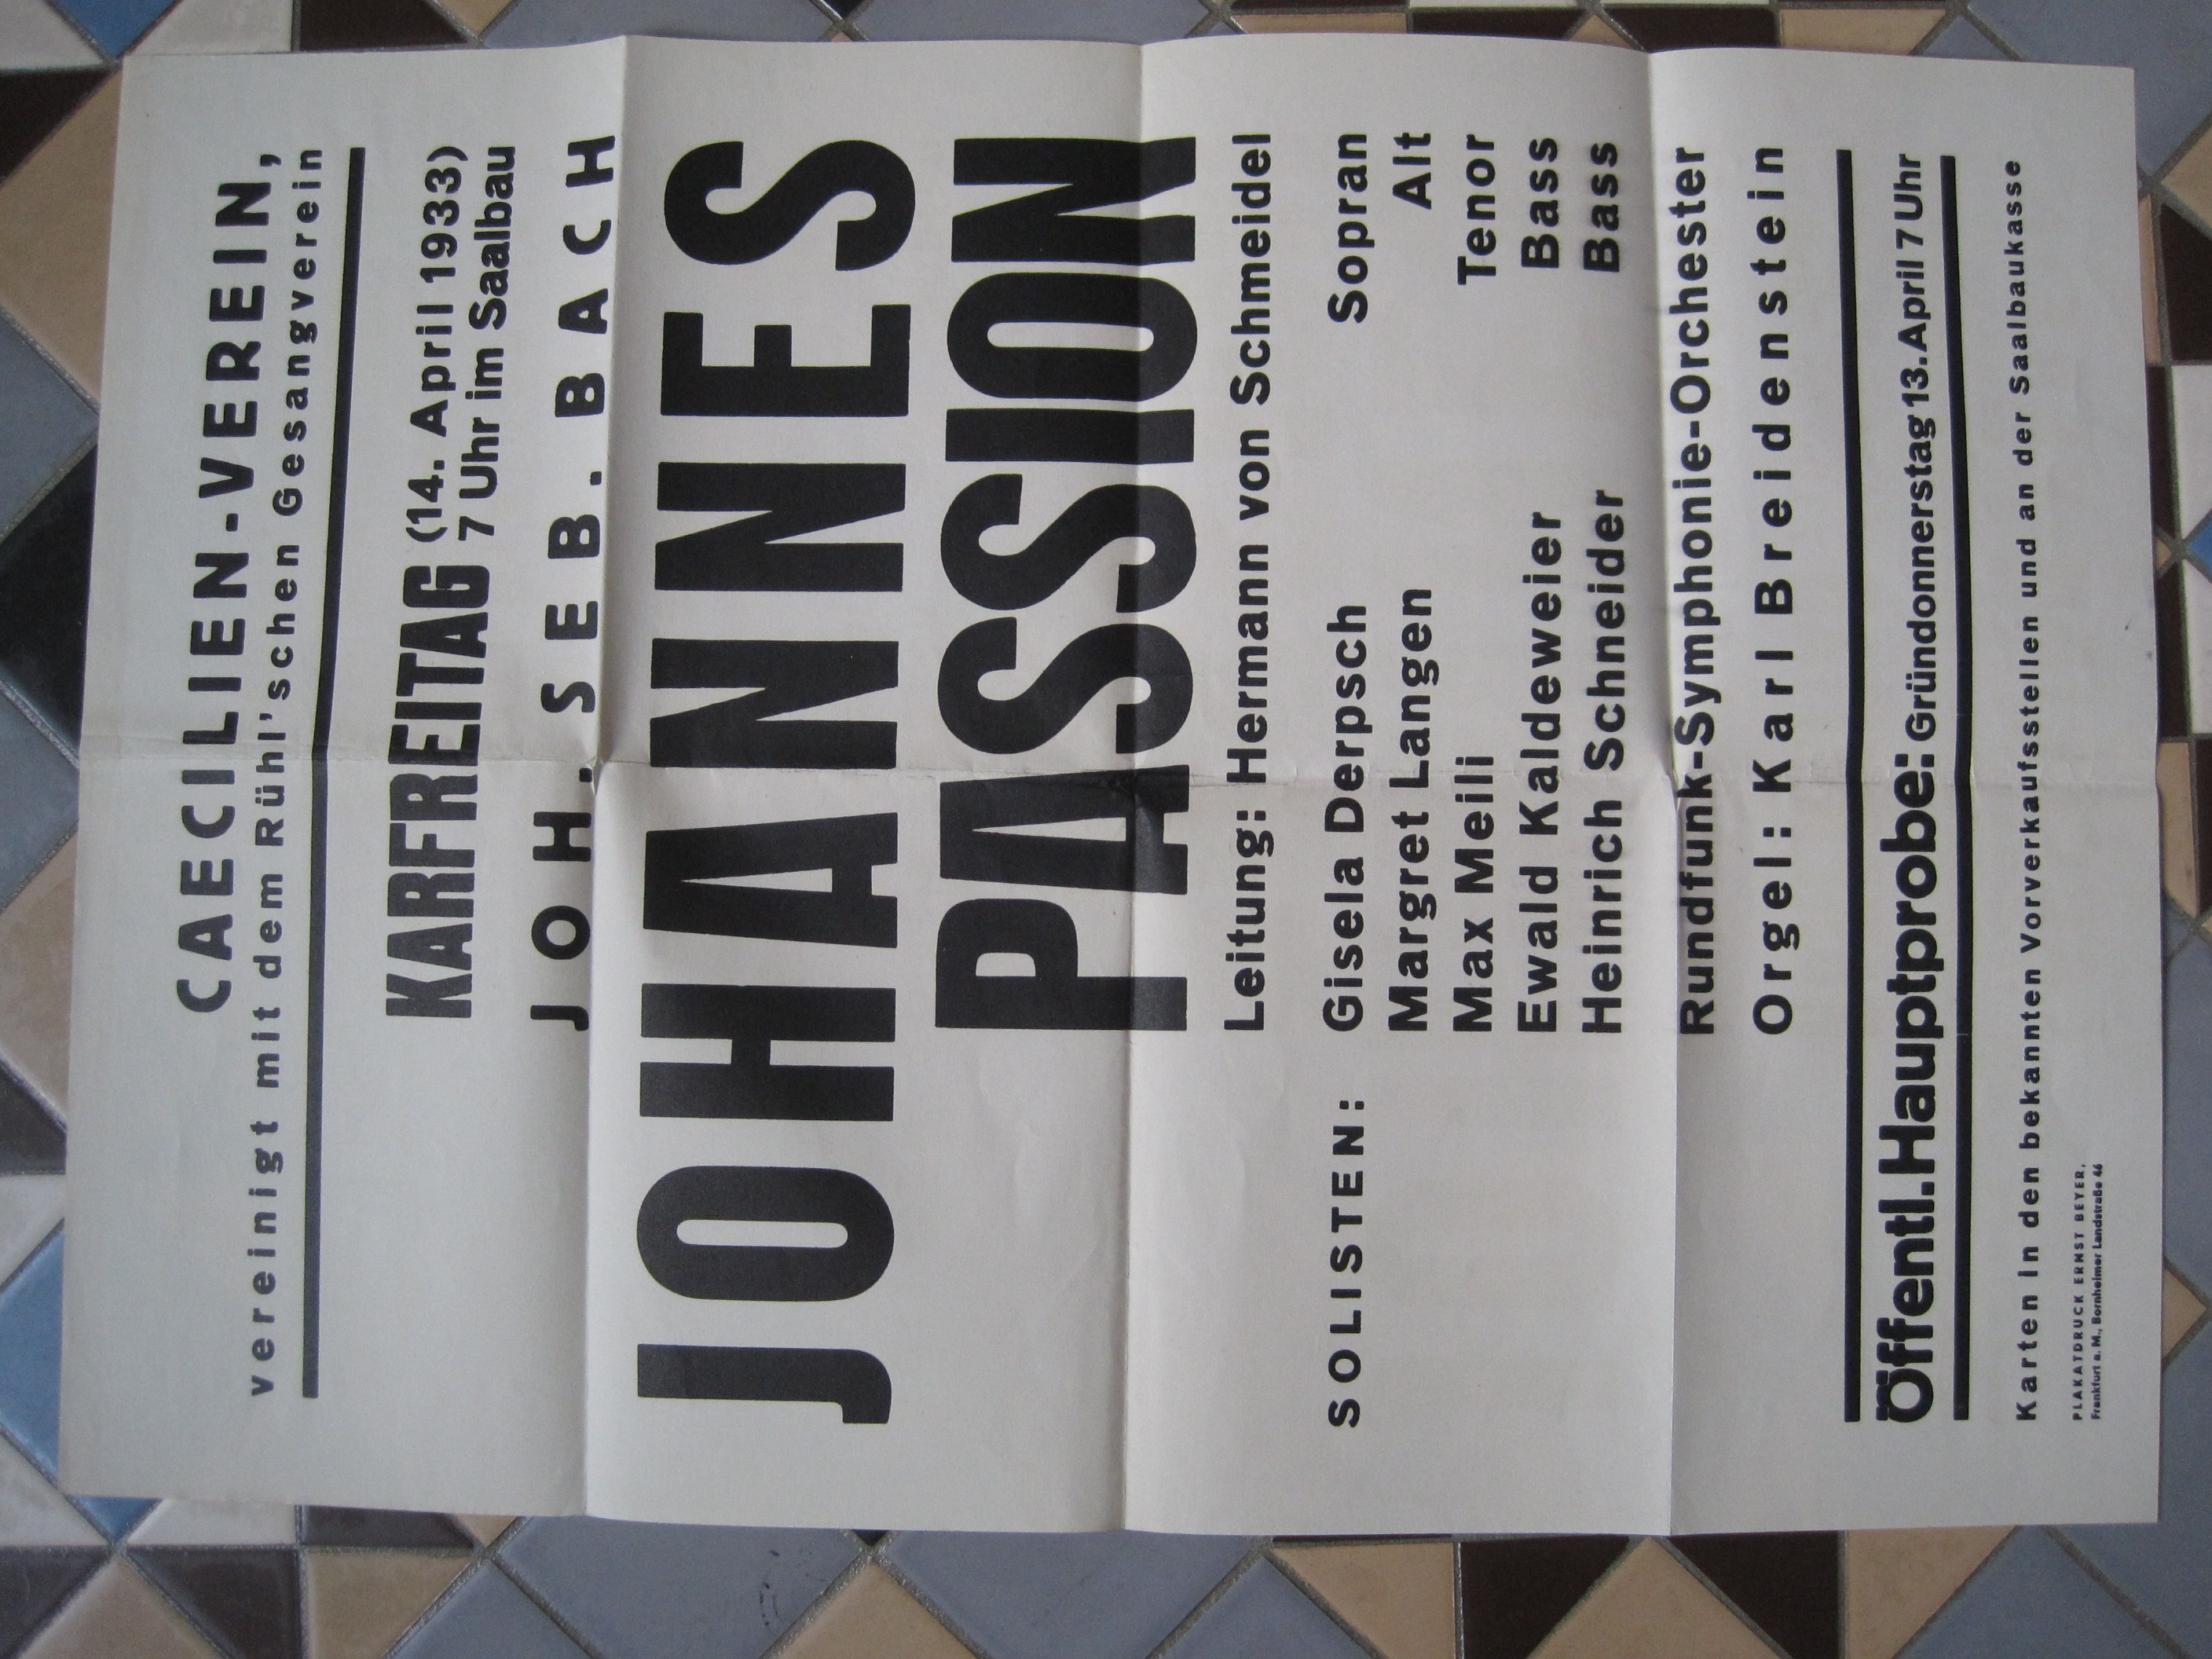 CAECILIEN-VEREIN,
vereinigt mit dem Rühl'schen Gesangverein
KARFREITAG (14. April 1933)
7 Uhr im Saalbau
JOH. SEB. BACH
JOHANNES
PASSION
Leitung: Hermann von Schmeidel
SOLISTEN: Gisela Derpsch Sopran
Margret Langen Alt
Max Meili Tenor
Ewald Kaldeweier Bass
Heinrich Schneider Bass
Rundfunk-Symphonie-Orchester
Orgel: Karl Breidenstein
Öffentl. Hauptprobe: Gründonnerstag 13. April 7 Uhr
Karten in den bekannten Vorverkaufsstellen und an der Saalbaukasse
PLAKATDRUCK ERNST BEYER,
Frankfurt a. M., Bornheimer Landstraße 46